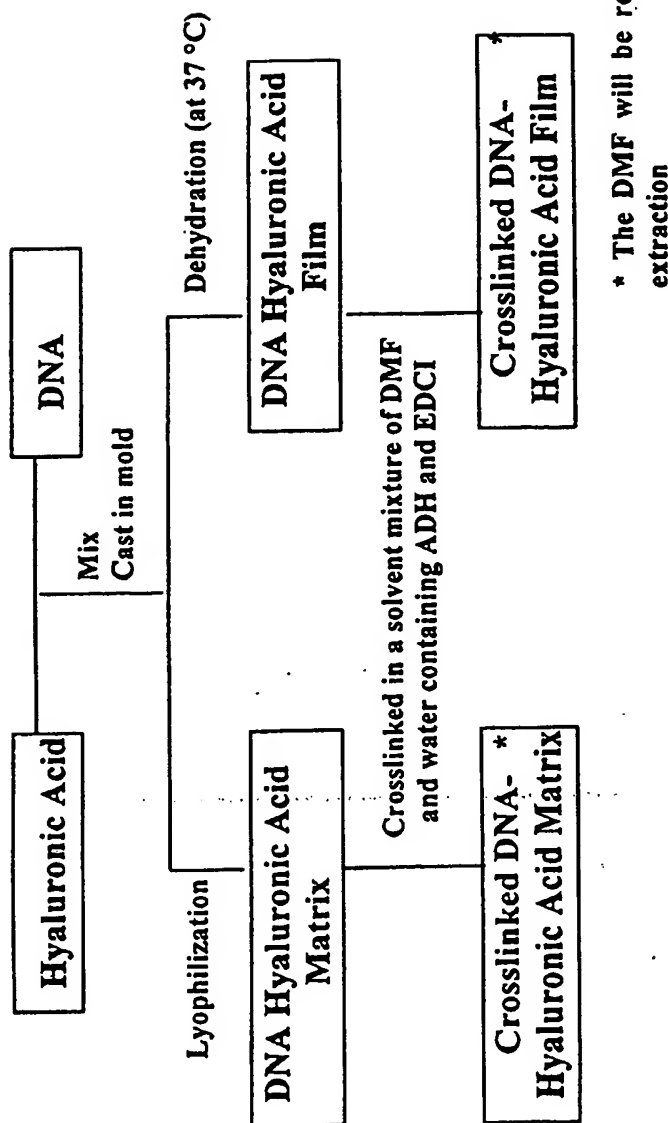 Hyaluronic Acid
DNA
Mix
Cast in mold
Lyophilization
Dehydration (at 37 °C)
DNA Hyaluronic Acid
Matrix
DNA Hyaluronic Acid
Film
Crosslinked in a solvent mixture of DMF
and water containing ADH and EDCI
Crosslinked DNA- *
Hyaluronic Acid Matrix
Crosslinked DNA- *
Hyaluronic Acid Film
* The DMF will be
extraction